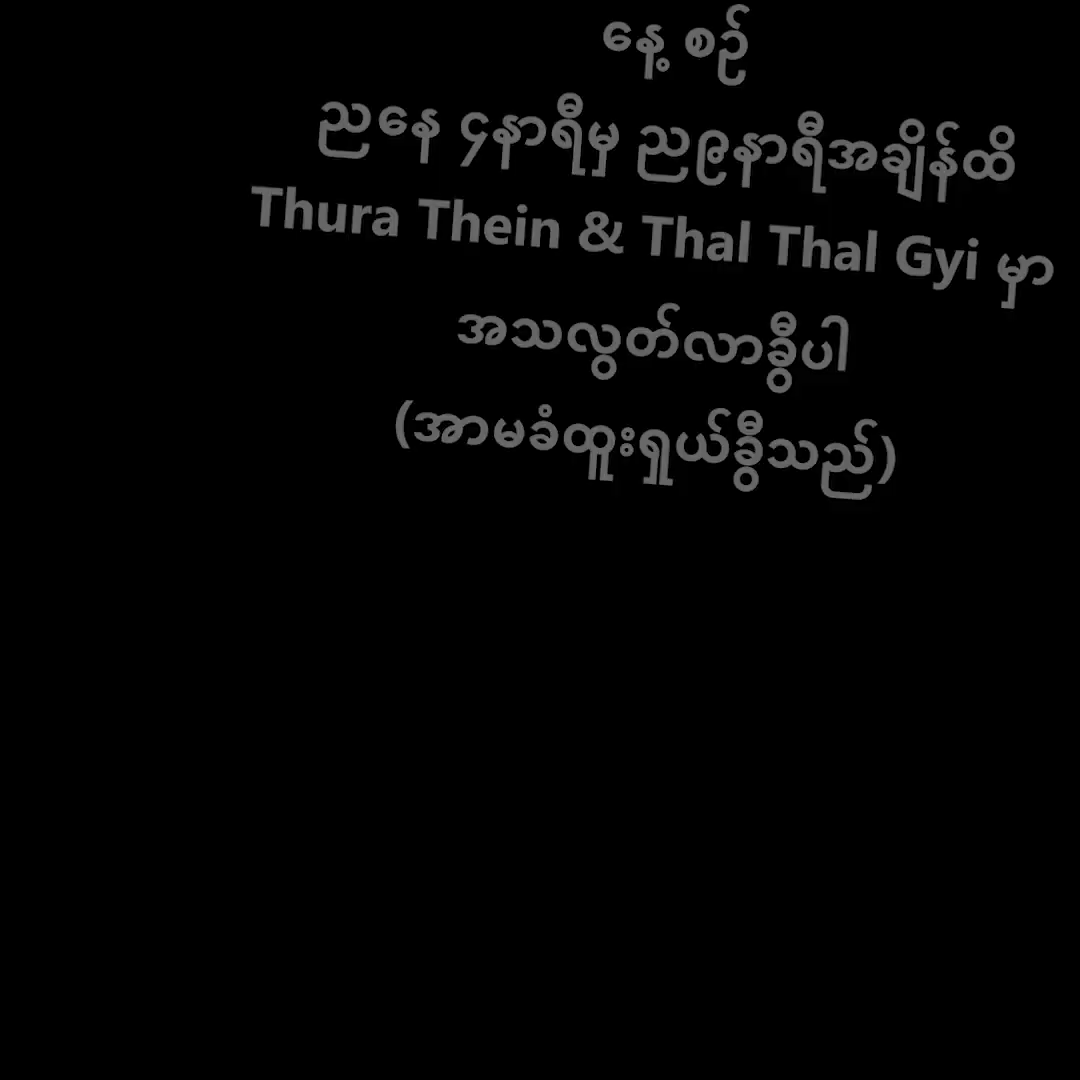 နေ့ စဉ်
ညနေ ၄နာရီမှ ည၉နာရီအချိန်ထိ
Thura Thein & Thal Thal Gyi မှာ
အသလွတ်လာခွီပါ
(အာမခံထူးရှယ်ခွီသည်)